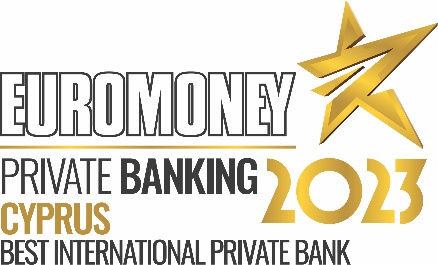 EUROMONEY
PRIVATE BANKING 2023
CYPRUS
BEST INTERNATIONAL PRIVATE BANK